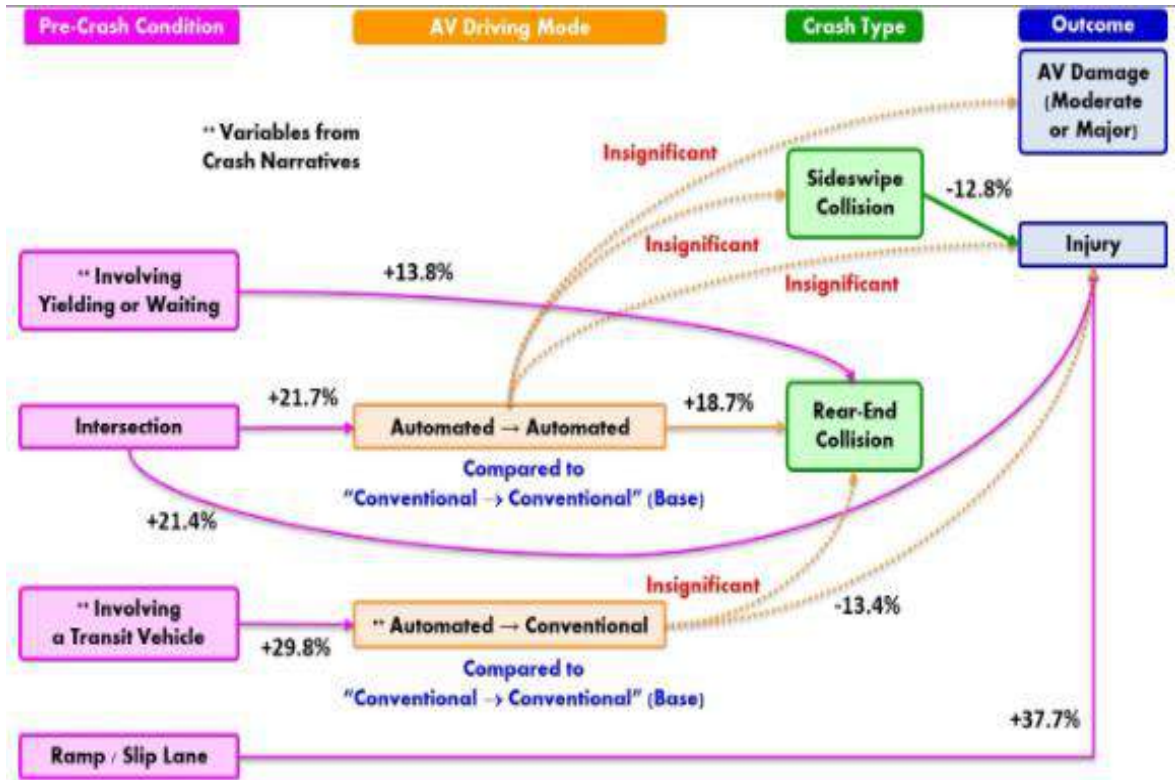 Pre-Crash Condition
AV Driving Mode
Crash Type
Outcome
AV Damage
(Moderate
or Major)
** Variables from
Crash Narratives
Insignificant
Sideswipe
Collision
-12.8%
Insignificant
Injury
** Involving
Yielding or Waiting
+13.8%
Insignificant
Intersection
+21.7%
Automated → Automated
+18.7%
Rear-End
Collision
Compared to
"Conventional → Conventional" (Base)
+21.4%
** Involving
a Transit Vehicle
+29.8%
** Automated → Conventional
Insignificant
-13.4%
Compared to
"Conventional → Conventional" (Base)
+37.7%
Ramp / Slip Lane